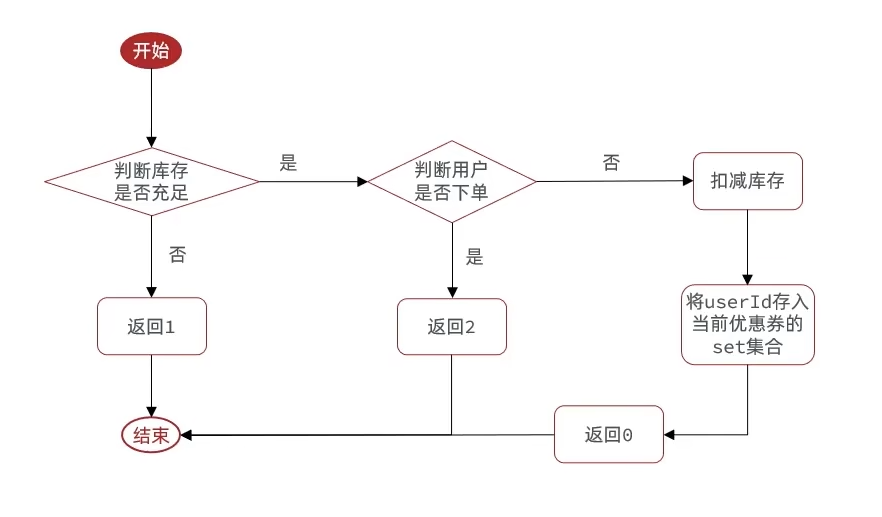 开始
判断库存
是否充足
是
判断用户
是否下单
否
扣减库存
否
是
返回1
返回2
将userId存入
当前优惠券的
set集合
结束
返回0